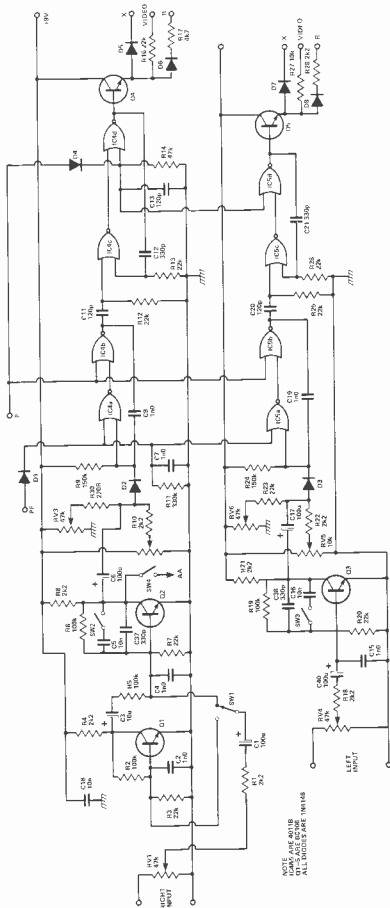 +9V
X
VIDEO
R
D5
R16 22k
R17 4k7
D6
Q4
D4
IC4d
R14 47k
C13 120p
C12 330p
R13 22k
IC4c
C11 120p
R12 22k
IC4b
IC4a
C9 1n0
P
D1
PF
R9 150k
R30 270R
D2
C7 1n0
R11 330k
RV3 47k
R10 2k2
C6 100u
SW4
AA
R8 2k2
R6 100k
SW2
C5 10n
C37 330p
Q2
R7 22k
C4 1n0
R5 100k
C3 10u
R4 2k2
R2 100k
Q1
C2 1n0
R3 22k
SW1
C1 100u
R1 2k2
C18 10n
RV1 47k
RIGHT INPUT
X
VIDEO
R
D7
R27 10k
R28 2k2
D8
Q5
IC5d
C21 330p
R26 22k
IC5c
C20 120p
R25 22k
IC5b
IC5a
C19 1n0
R24 150k
R23 22k
D3
RV6 47k
C17 100u
R22 2k2
RV5 10k
R21 2k2
R19 100k
C38 330p
C16 10n
SW3
Q3
R20 22k
C15 1n0
C40 100u
R18 2k2
RV4 47k
LEFT INPUT
NOTE
IC4&5 ARE 4011B
Q1-5 ARE BC108
ALL DIODES ARE 1N4148